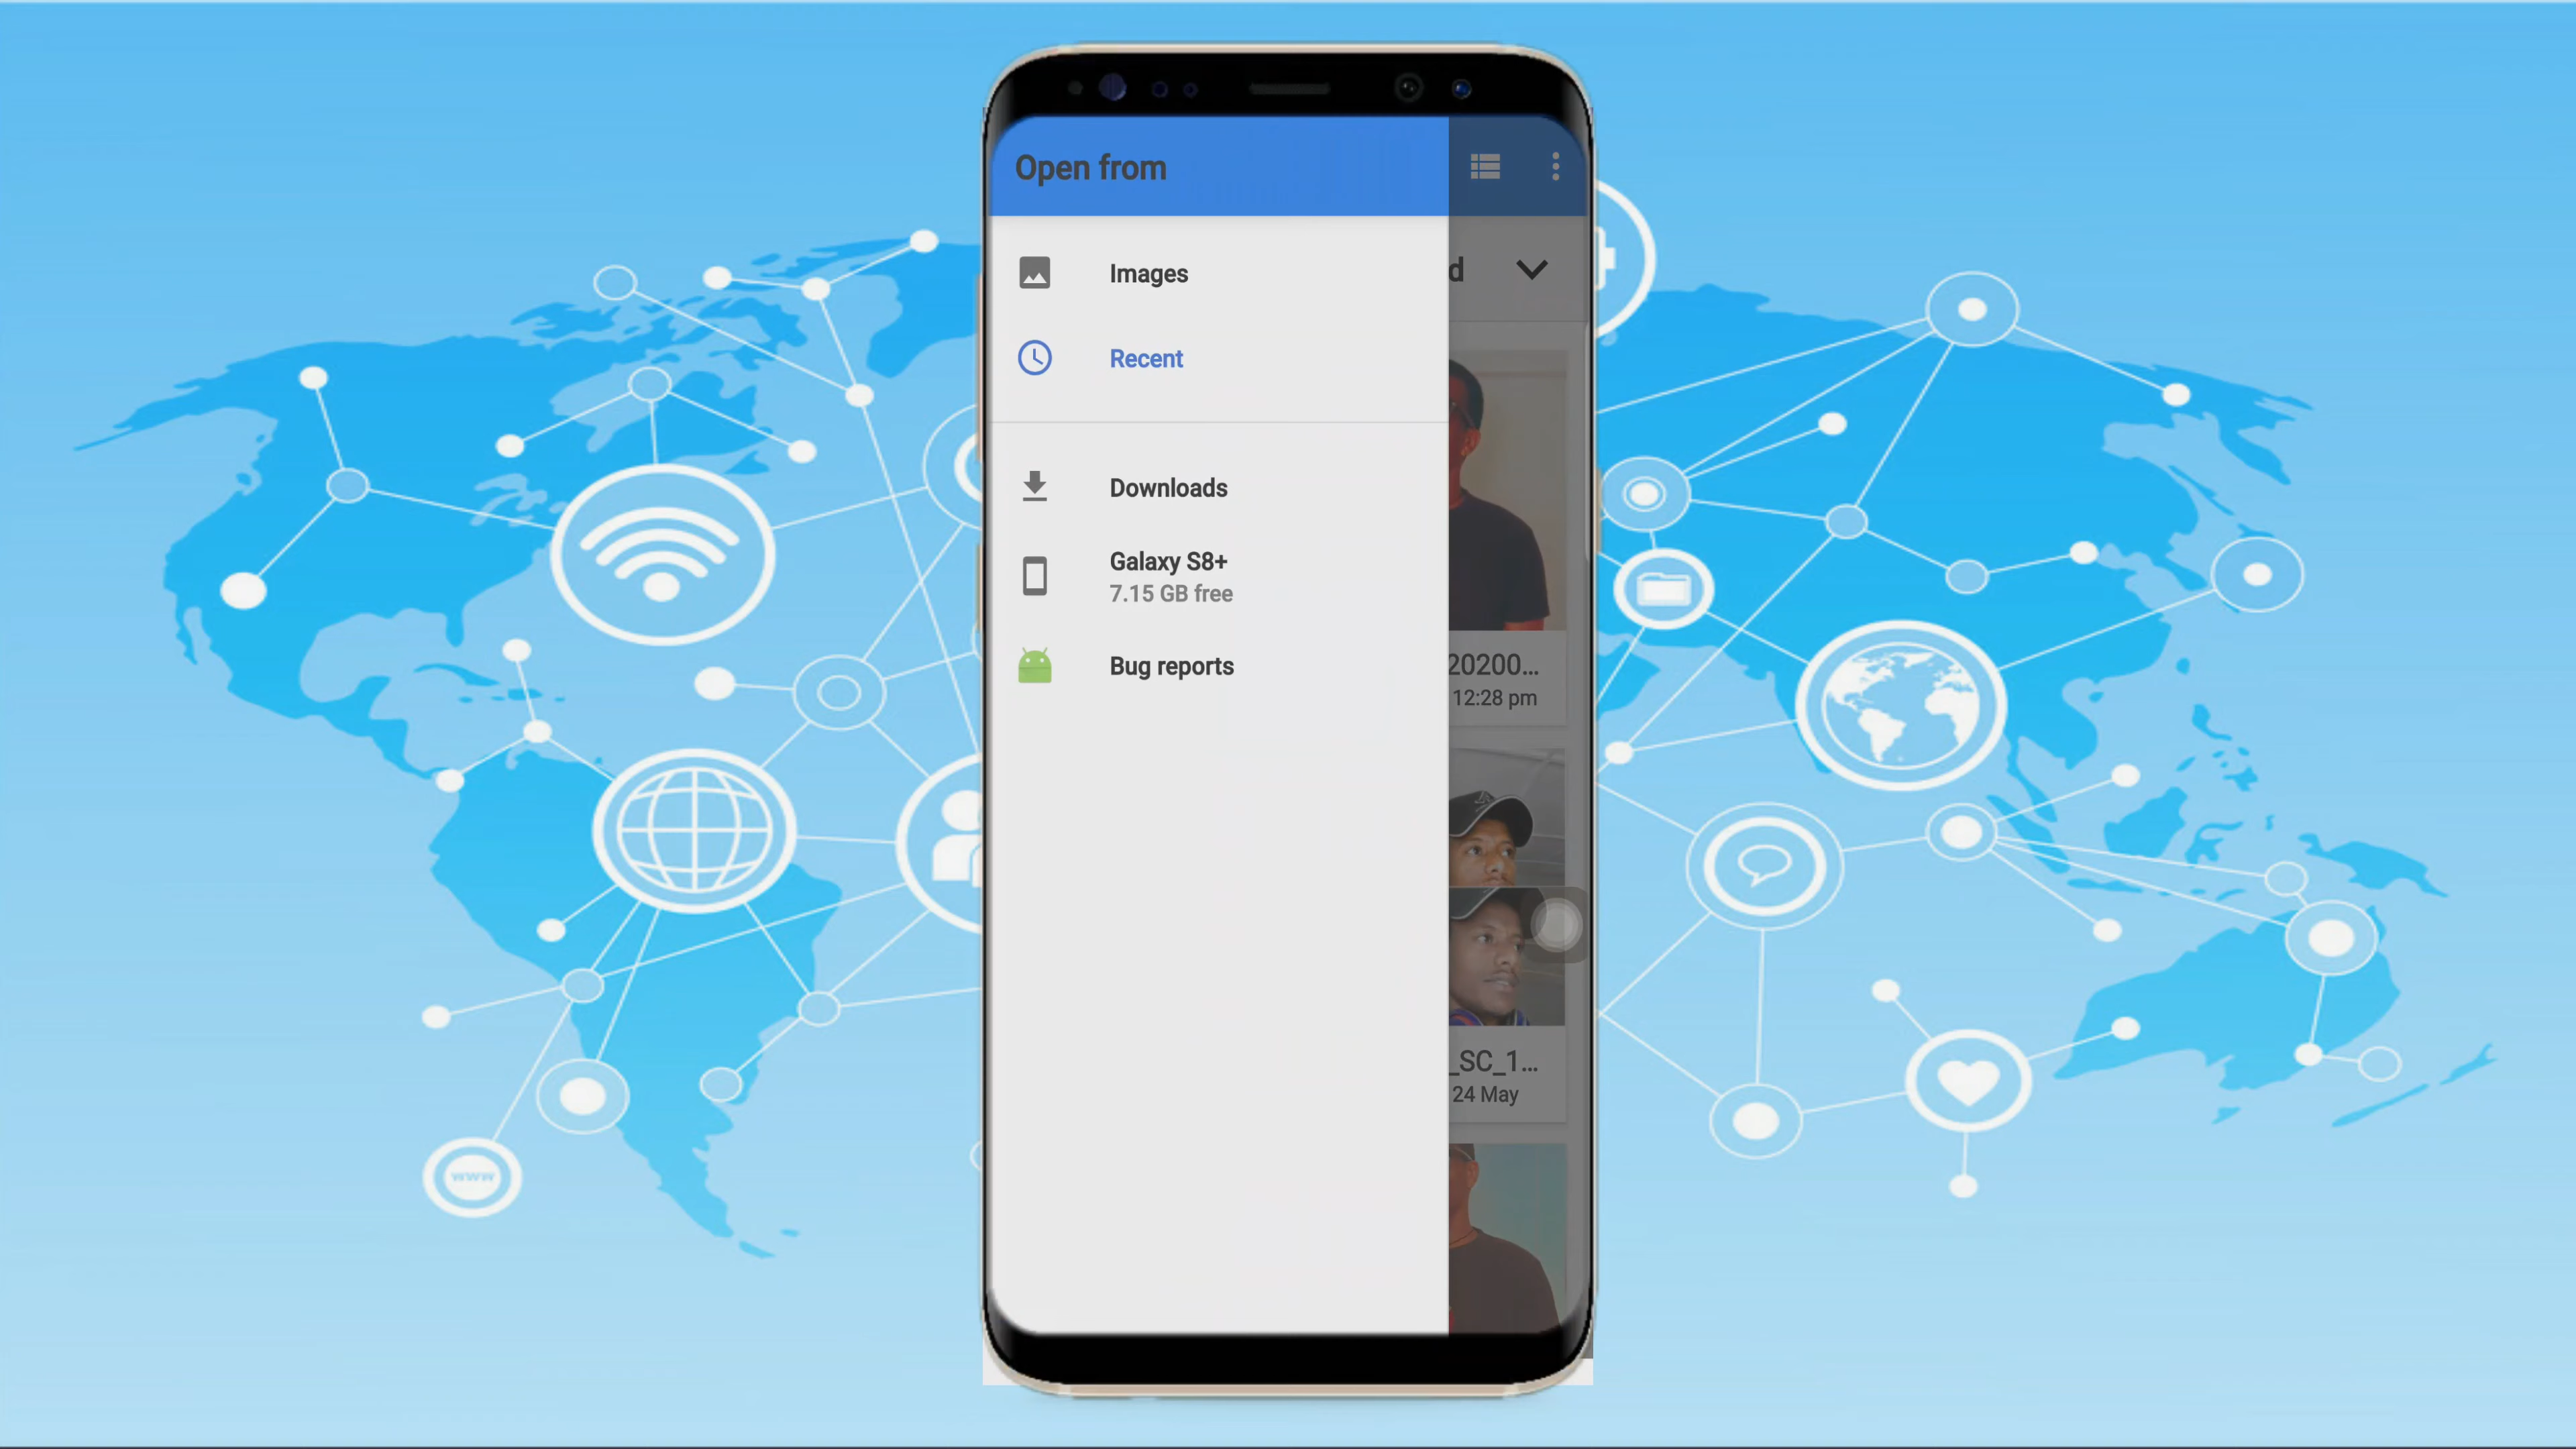 Open from
Images
d
Recent
Downloads
Galaxy S8+
7.15 GB free
Bug reports
20200...
12:28 pm
_SC_1...
24 May
www